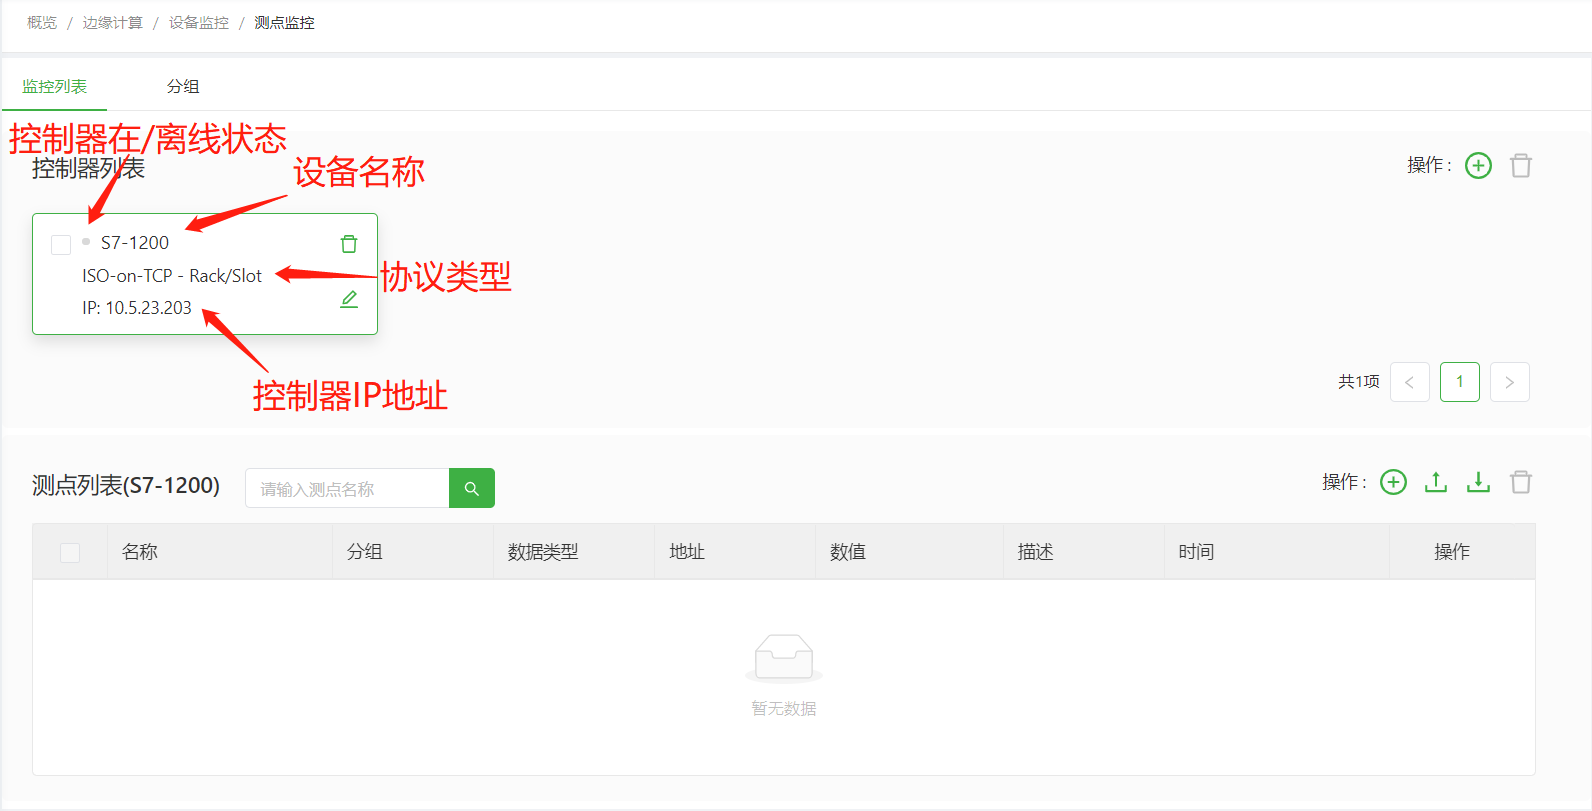 概览 / 边缘计算 / 设备监控 / 测点监控
监控列表 分组
控制器在/离线状态
控制器列表
设备名称
操作：
S7-1200
ISO-on-TCP - Rack/Slot
协议类型
IP: 10.5.23.203
控制器IP地址
共1项 < 1 >
测点列表(S7-1200)
请输入测点名称
操作：
名称 分组 数据类型 地址 数值 描述 时间 操作
暂无数据